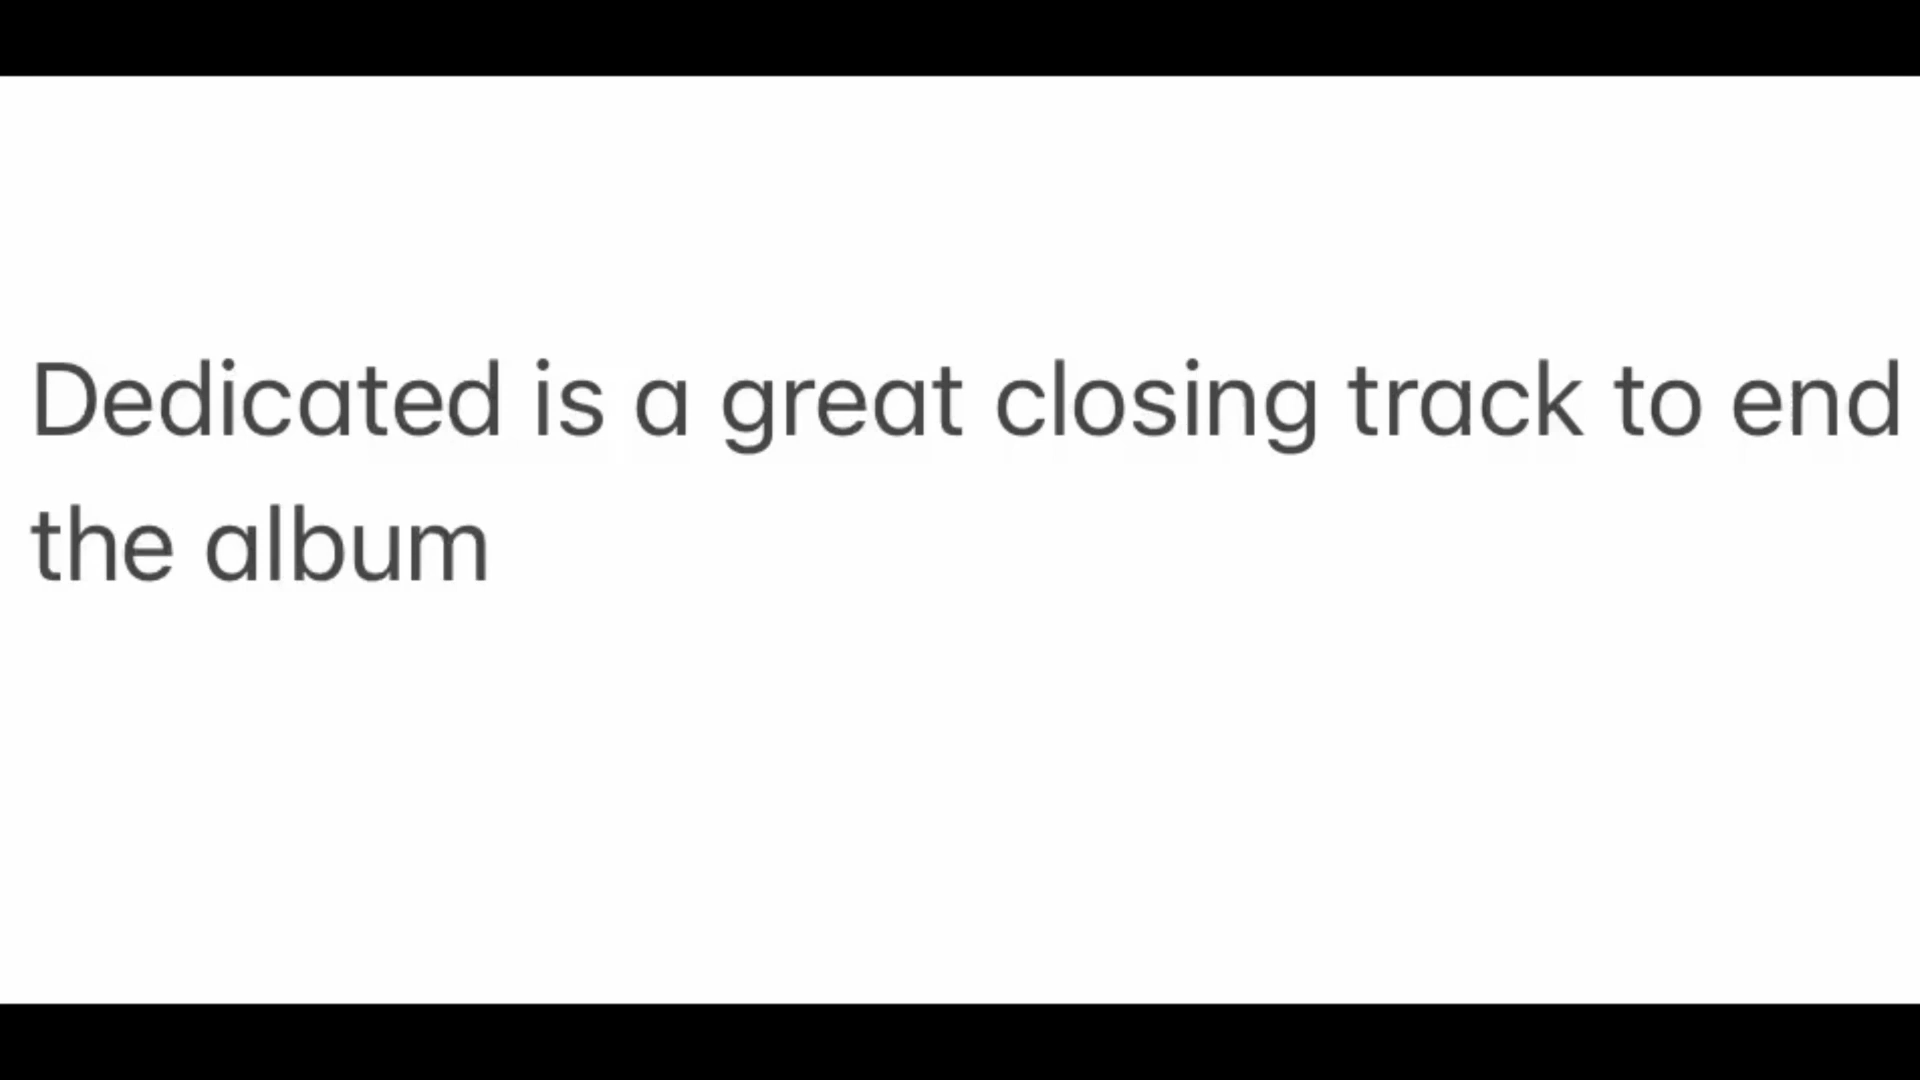 Dedicated is a great closing track to end
the album